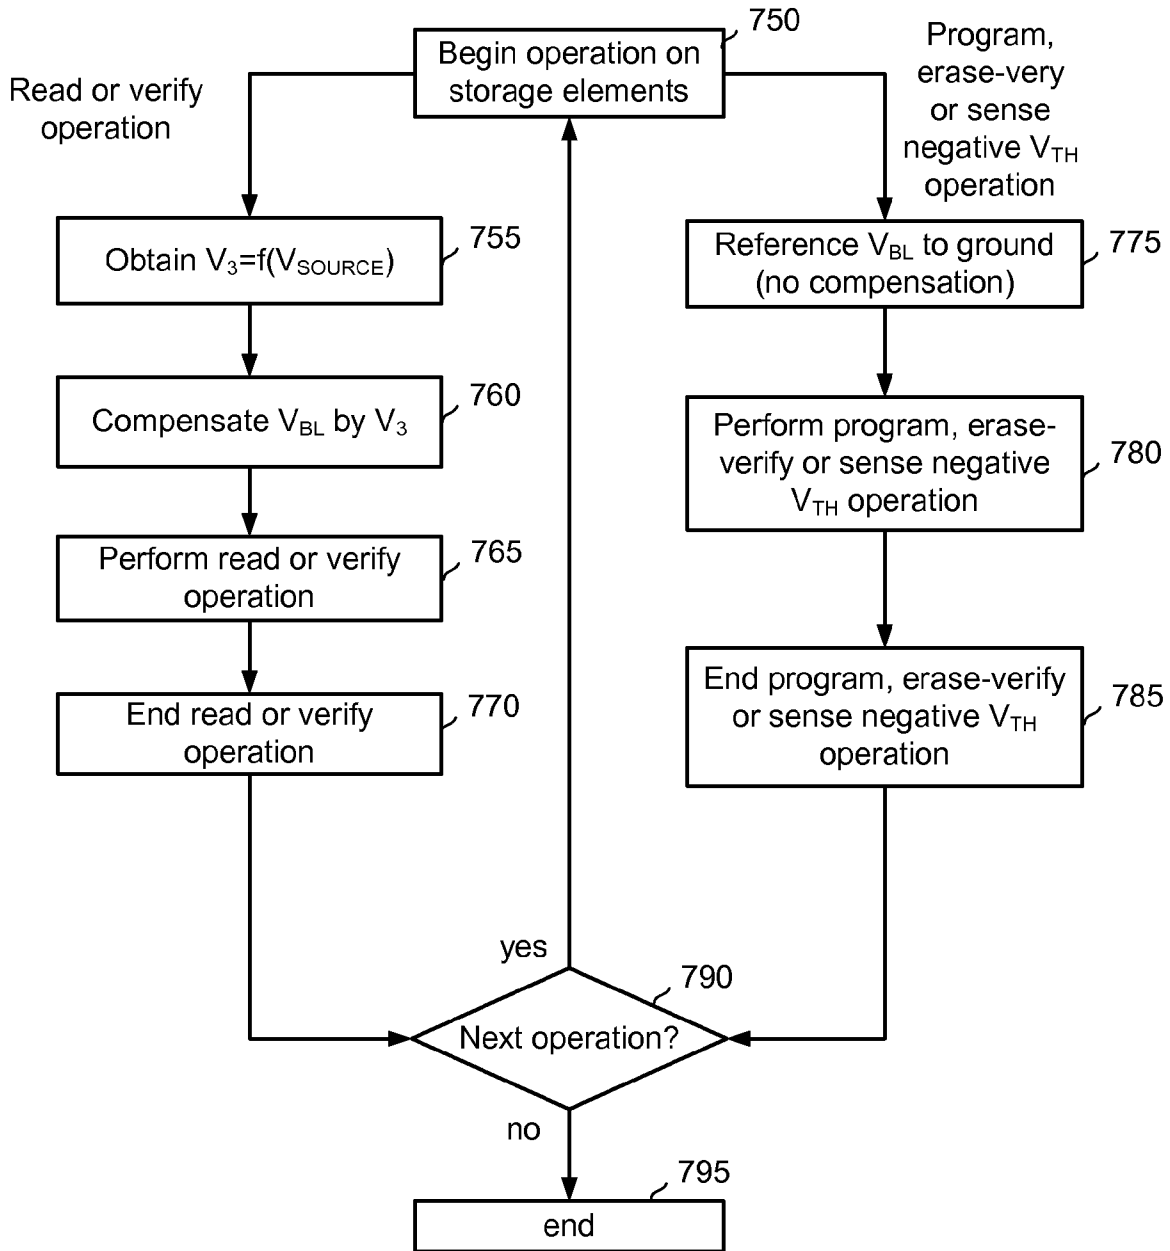 750
Begin operation on
storage elements
Read or verify
operation
Program,
erase-very
or sense
negative VTH
operation
755
Obtain V3=f(VSOURCE)
775
Reference VBL to ground
(no compensation)
760
Compensate VBL by V3
780
Perform program, erase-
verify or sense negative
VTH operation
765
Perform read or verify
operation
785
End program, erase-verify
or sense negative VTH
operation
770
End read or verify
operation
yes
790
Next operation?
no
795
end